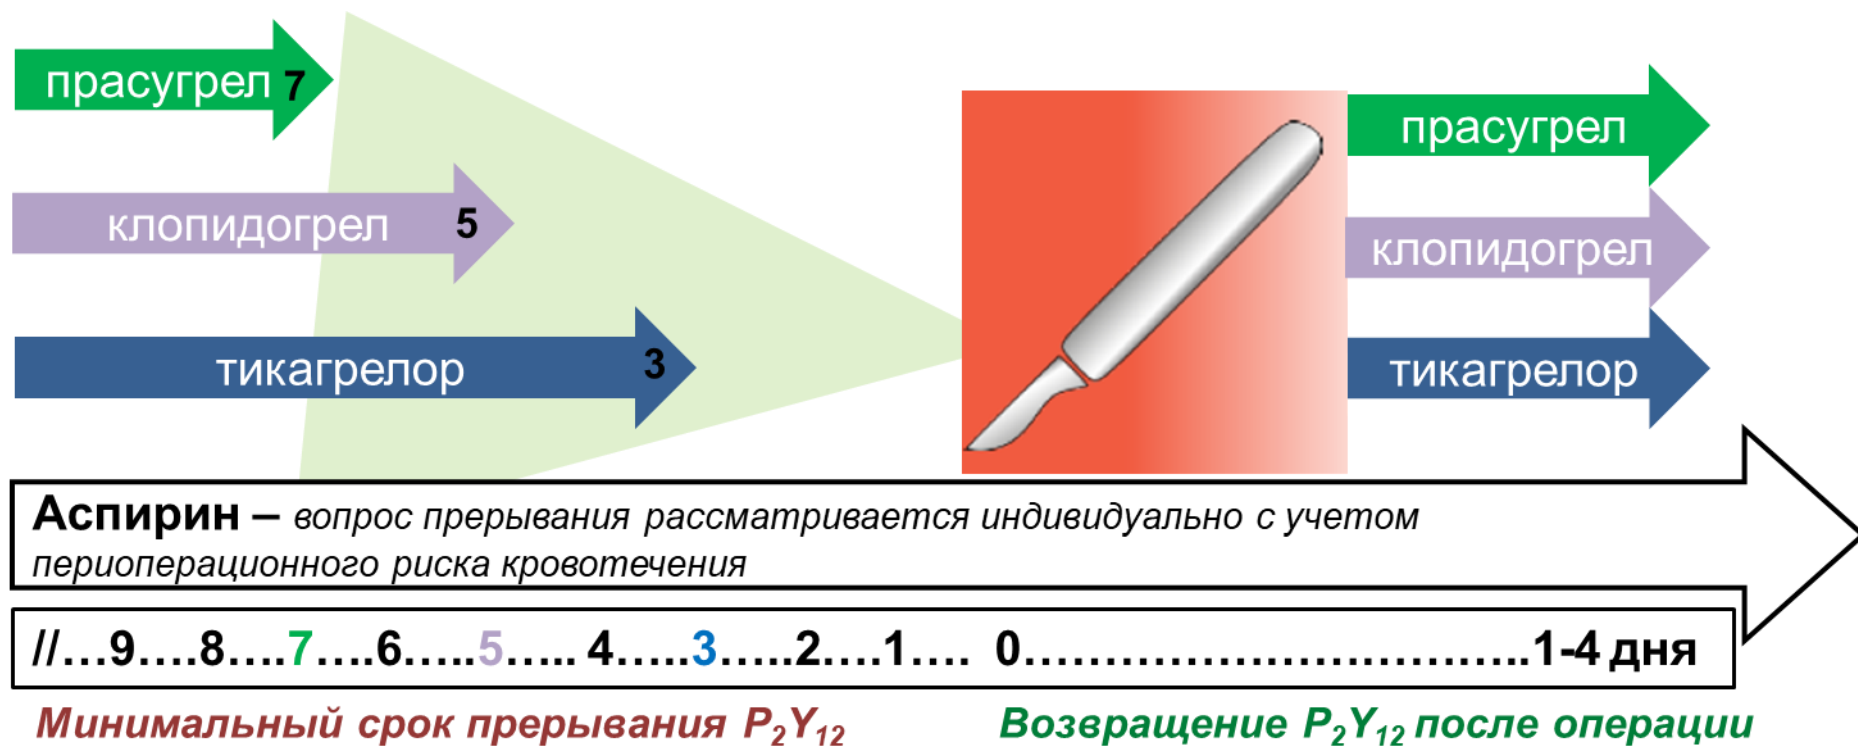 прасугрел 7
клопидогрел 5
тикагрелор 3
прасугрел
клопидогрел
тикагрелор
Аспирин – вопрос прерывания рассматривается индивидуально с учетом
периоперационного риска кровотечения
//…9….8….7….6…..5….. 4…..3…..2….1…. 0……………………………..1-4 дня
Минимальный срок прерывания P₂Y₁₂
Возвращение P₂Y₁₂ после операции